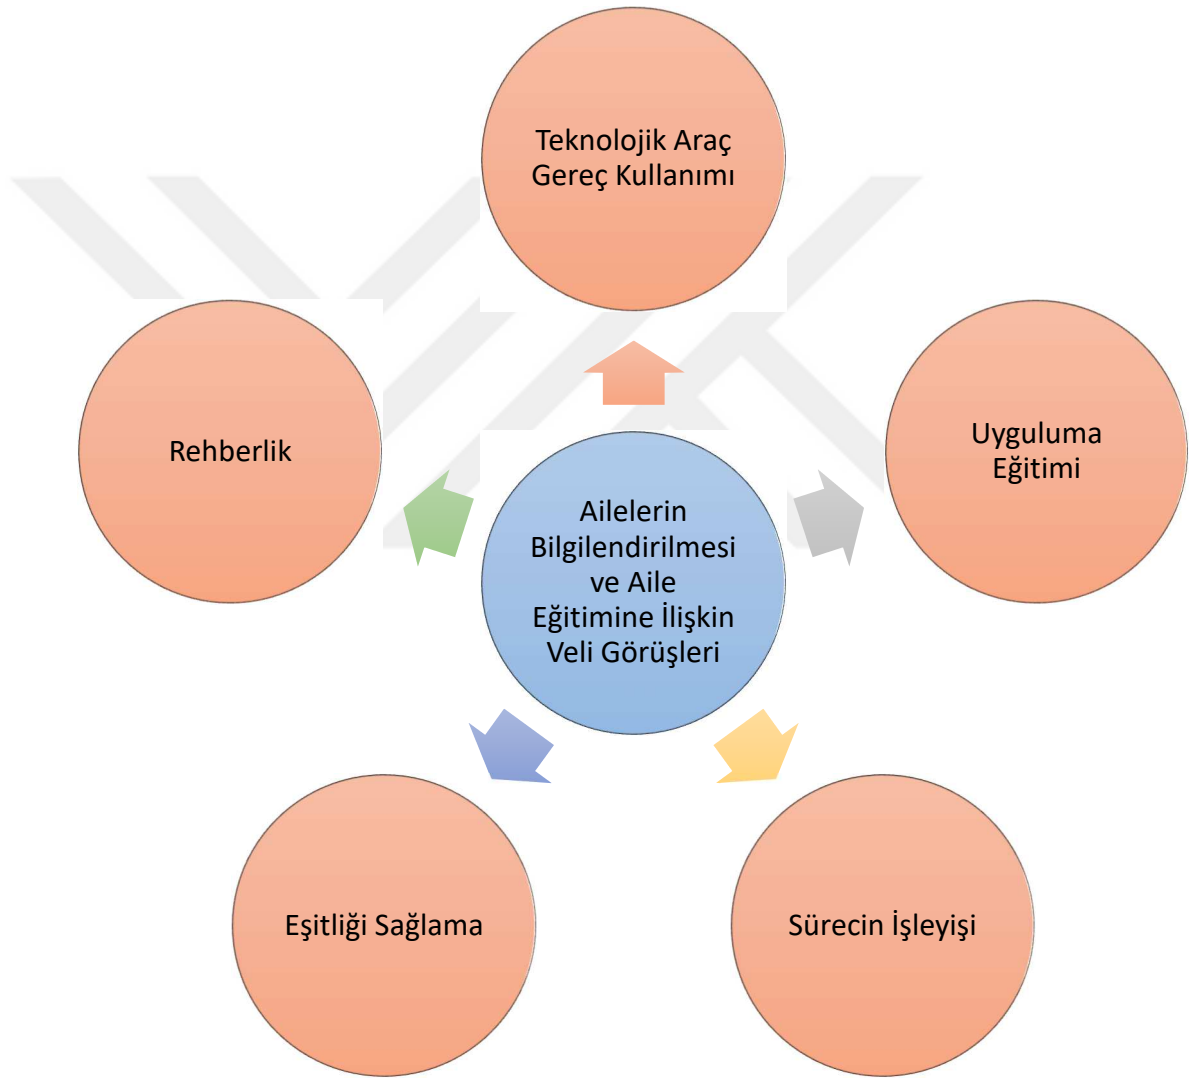 Teknolojik Araç
Gereç Kullanımı
Rehberlik
Uyguluma
Eğitimi
Ailelerin
Bilgilendirilmesi
ve Aile
Eğitimine İlişkin
Veli Görüşleri
Eşitliği Sağlama
Sürecin İşleyişi